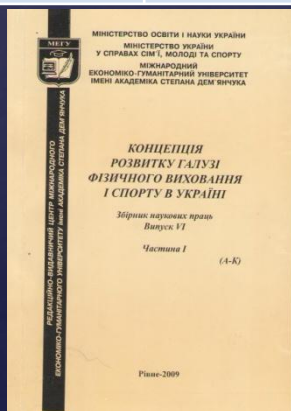 МЕГУ
МІНІСТЕРСТВО ОСВІТИ І НАУКИ УКРАЇНИ
МІНІСТЕРСТВО УКРАЇНИ
У СПРАВАХ СІМ'Ї, МОЛОДІ ТА СПОРТУ
МІЖНАРОДНИЙ
ЕКОНОМІКО-ГУМАНІТАРНИЙ УНІВЕРСИТЕТ
ІМЕНІ АКАДЕМІКА СТЕПАНА ДЕМ'ЯНЧУКА
РЕДАКЦІЙНО-ВИДАВНИЧИЙ ЦЕНТР МІЖНАРОДНОГО
ЕКОНОМІКО-ГУМАНІТАРНОГО УНІВЕРСИТЕТУ імені АКАДЕМІКА СТЕПАНА ДЕМ'ЯНЧУКА
КОНЦЕПЦІЯ
РОЗВИТКУ ГАЛУЗІ
ФІЗИЧНОГО ВИХОВАННЯ
І СПОРТУ В УКРАЇНІ
Збірник наукових праць
Випуск VI
Частина I
(А-К)
Рівне-2009